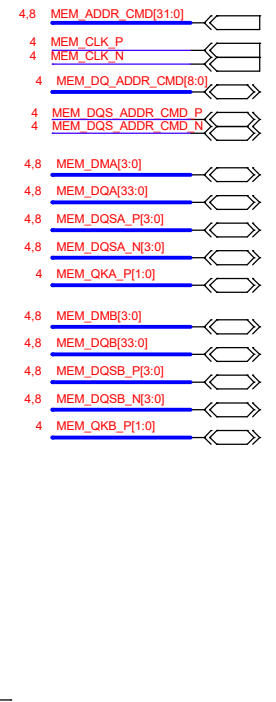 4,8 MEM_ADDR_CMD[31:0]
4 MEM_CLK_P
4 MEM_CLK_N
4 MEM_DQ_ADDR_CMD[8:0]
4 MEM_DQS_ADDR_CMD_P
4 MEM_DQS_ADDR_CMD_N
4,8 MEM_DMA[3:0]
4,8 MEM_DQA[33:0]
4,8 MEM_DQSA_P[3:0]
4,8 MEM_DQSA_N[3:0]
4 MEM_QKA_P[1:0]
4,8 MEM_DMB[3:0]
4,8 MEM_DQB[33:0]
4,8 MEM_DQSB_P[3:0]
4,8 MEM_DQSB_N[3:0]
4 MEM_QKB_P[1:0]